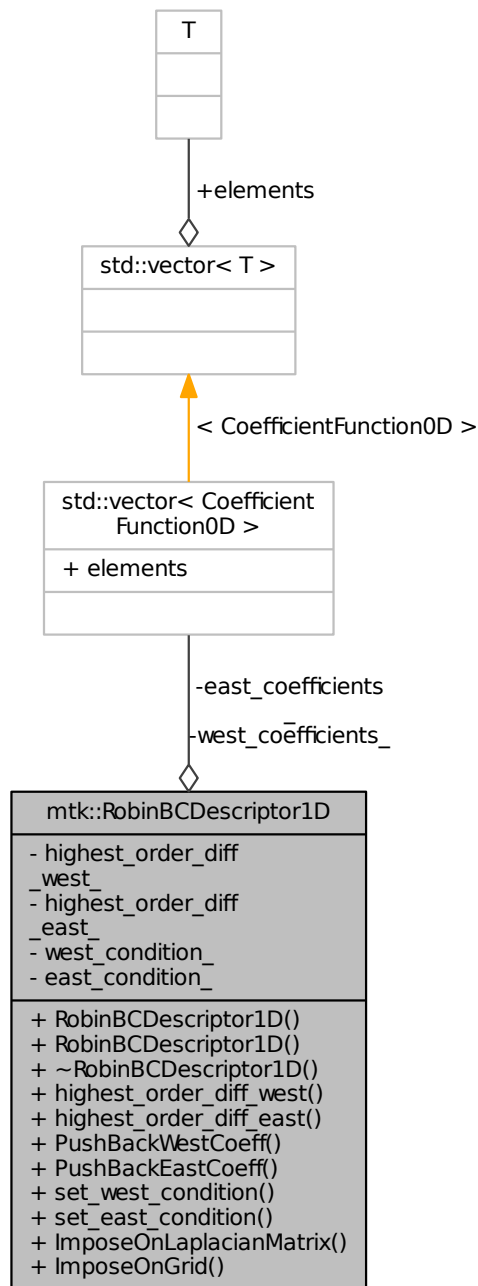 T
+elements
std::vector< T >
< CoefficientFunction0D >
std::vector< Coefficient
Function0D >
+ elements
-east_coefficients
_
-west_coefficients_
mtk::RobinBCDescriptor1D
- highest_order_diff
_west_
- highest_order_diff
_east_
- west_condition_
- east_condition_
+ RobinBCDescriptor1D()
+ RobinBCDescriptor1D()
+ ~RobinBCDescriptor1D()
+ highest_order_diff_west()
+ highest_order_diff_east()
+ PushBackWestCoeff()
+ PushBackEastCoeff()
+ set_west_condition()
+ set_east_condition()
+ ImposeOnLaplacianMatrix()
+ ImposeOnGrid()